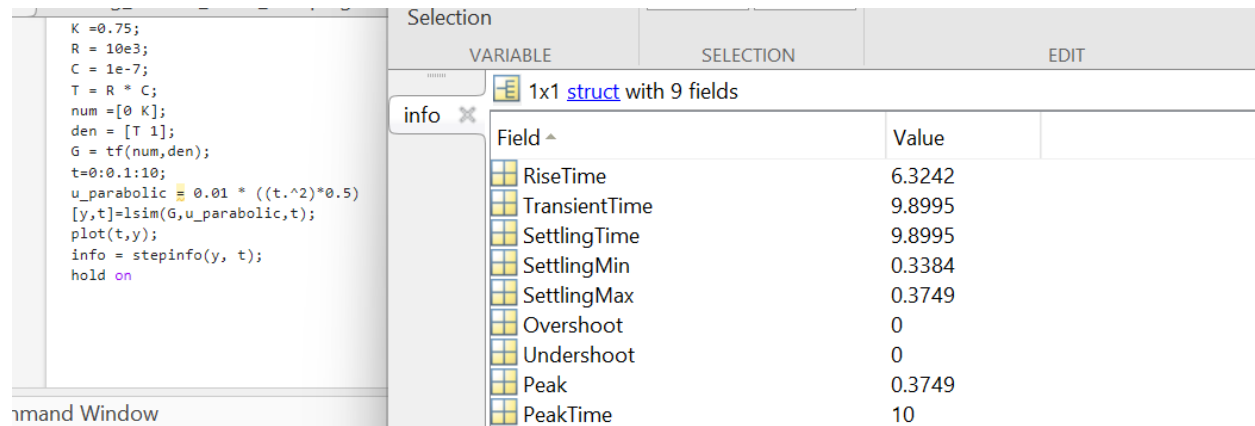 K =0.75;
R = 10e3;
C = 1e-7;
T = R * C;
num =[0 K];
den = [T 1];
G = tf(num,den);
t=0:0.1:10;
u_parabolic = 0.01 * ((t.^2)*0.5)
[y,t]=lsim(G,u_parabolic,t);
plot(t,y);
info = stepinfo(y, t);
hold on
mmand Window
Selection
VARIABLE SELECTION EDIT
info
1x1 struct with 9 fields
Field Value
RiseTime 6.3242
TransientTime 9.8995
SettlingTime 9.8995
SettlingMin 0.3384
SettlingMax 0.3749
Overshoot 0
Undershoot 0
Peak 0.3749
PeakTime 10